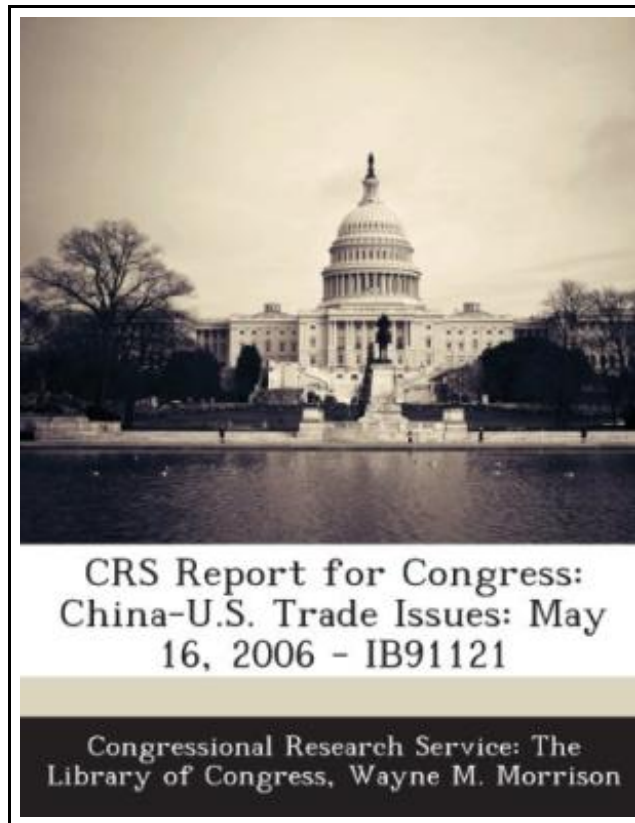 CRS Report for Congress:
China-U.S. Trade Issues: May
16, 2006 - IB91121
Congressional Research Service: The
Library of Congress, Wayne M. Morrison